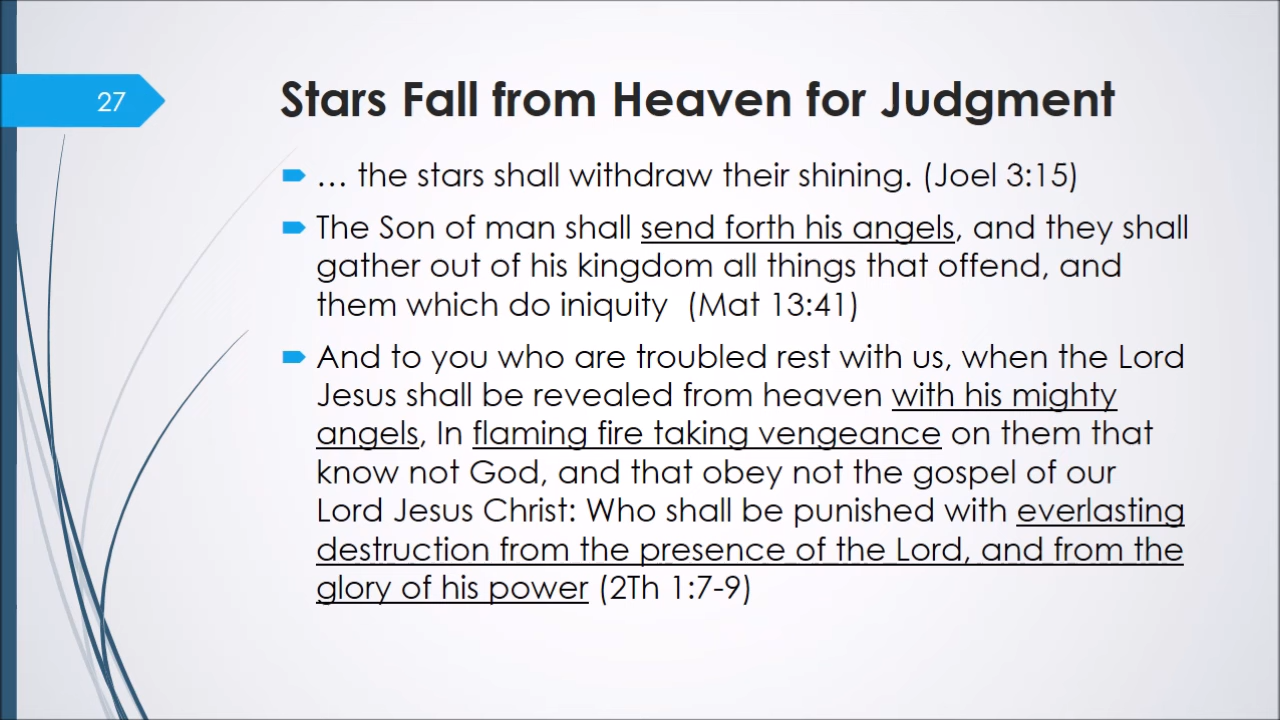 27
Stars Fall from Heaven for Judgment
… the stars shall withdraw their shining. (Joel 3:15)
The Son of man shall send forth his angels, and they shall
gather out of his kingdom all things that offend, and
them which do iniquity  (Mat 13:41)
And to you who are troubled rest with us, when the Lord
Jesus shall be revealed from heaven with his mighty
angels, In flaming fire taking vengeance on them that
know not God, and that obey not the gospel of our
Lord Jesus Christ: Who shall be punished with everlasting
destruction from the presence of the Lord, and from the
glory of his power (2Th 1:7-9)